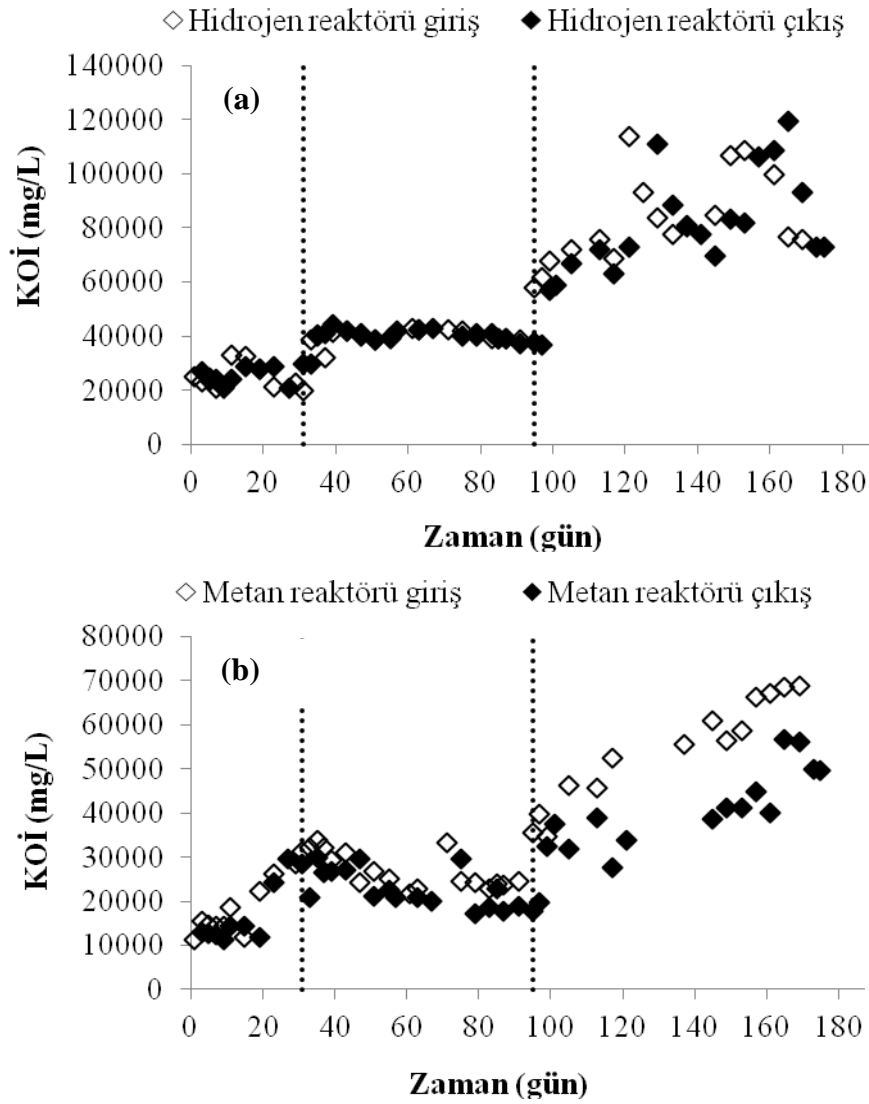 ◇ Hidrojen reaktörü giriş ◆ Hidrojen reaktörü çıkış
140000
(a)
120000
100000
80000
60000
40000
20000
0
KOİ (mg/L)
0 20 40 60 80 100 120 140 160 180
Zaman (gün)
◇ Metan reaktörü giriş ◆ Metan reaktörü çıkış
80000
(b)
70000
60000
50000
40000
30000
20000
10000
0
KOİ (mg/L)
0 20 40 60 80 100 120 140 160 180
Zaman (gün)